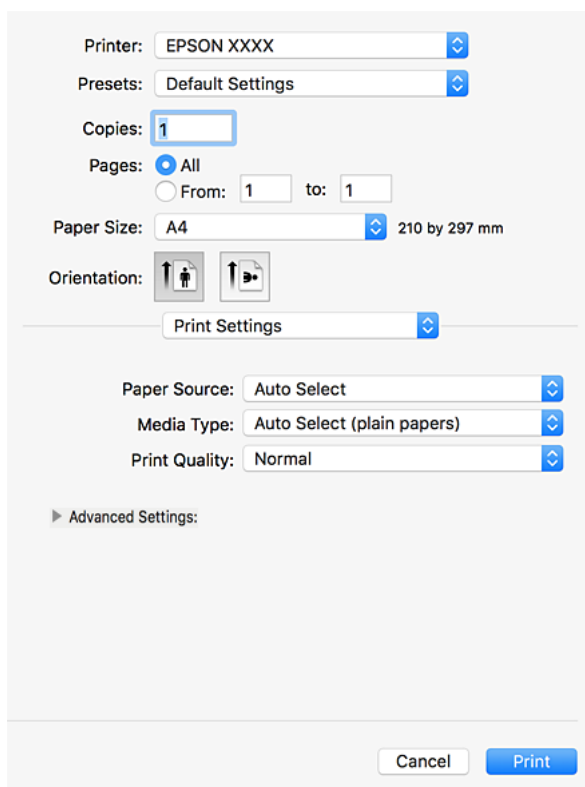 Printer: EPSON XXXX
Presets: Default Settings
Copies: 1
Pages: All
From: 1 to: 1
Paper Size: A4 210 by 297 mm
Orientation:
Print Settings
Paper Source: Auto Select
Media Type: Auto Select (plain papers)
Print Quality: Normal
Advanced Settings:
Cancel Print